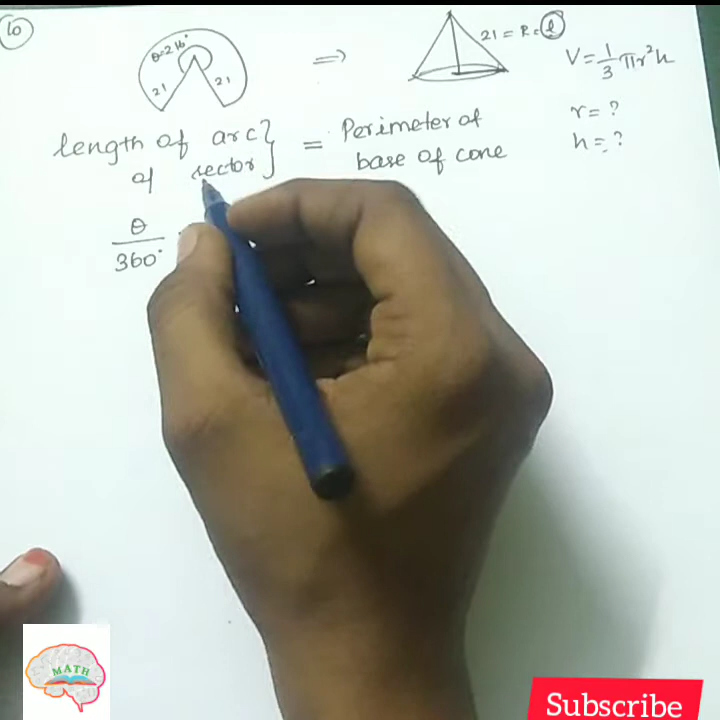 10
θ=216°
21
21
⇒
21 = R = l
V = 1/3 πr²h
length of arc } = Perimeter of
of sector } base of cone
r = ?
h = ?
θ/360°
MATH
Subscribe